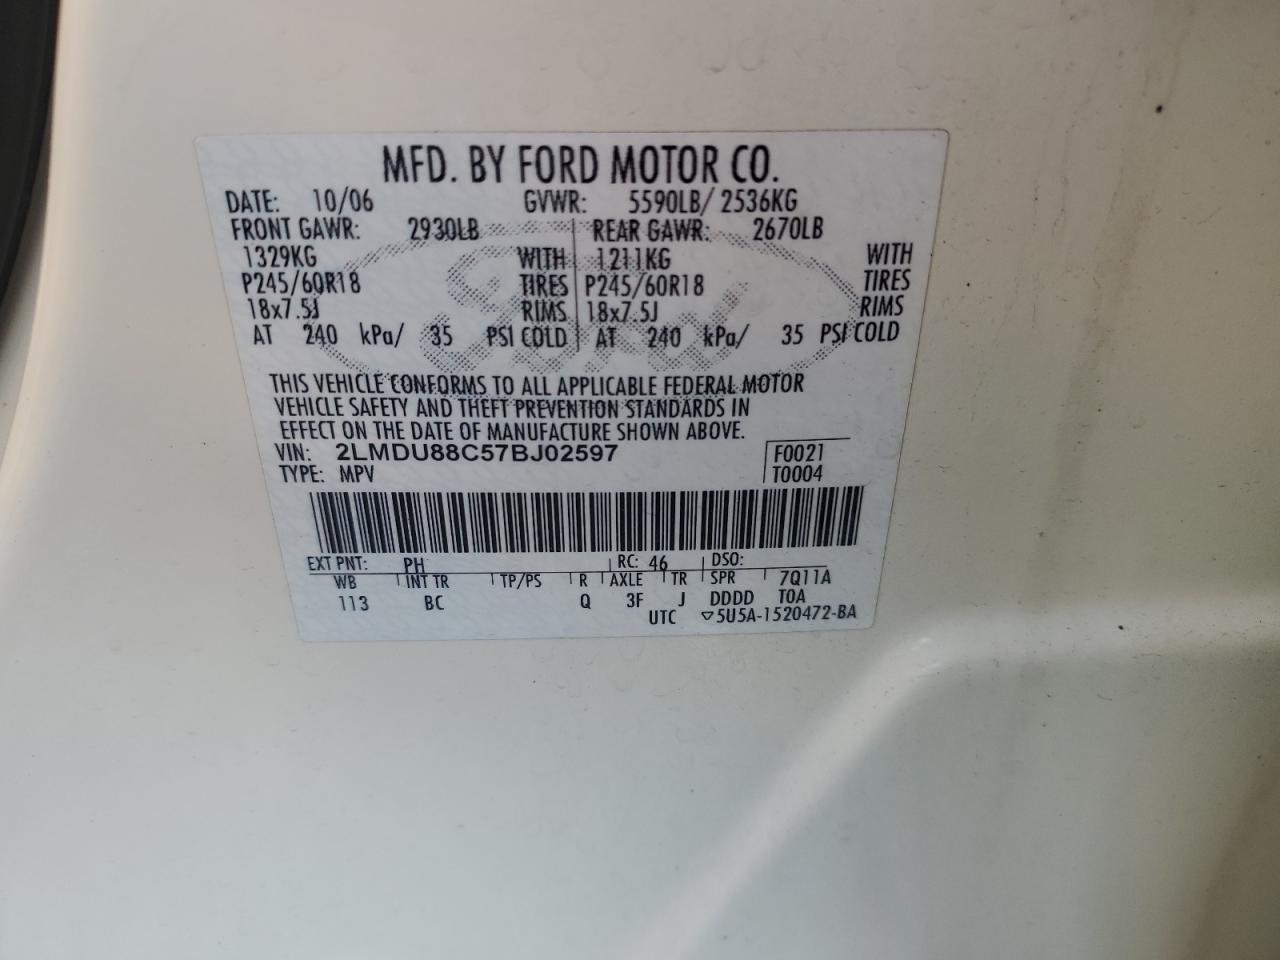 MFD. BY FORD MOTOR CO.
DATE: 10/06 GVWR: 5590LB/ 2536KG
FRONT GAWR: 2930LB REAR GAWR: 2670LB
1329KG WITH 1211KG WITH
P245/60R18 TIRES P245/60R18 TIRES
18x7.5J RIMS 18x7.5J RIMS
AT 240 kPa/ 35 PSI COLD AT 240 kPa/ 35 PSI COLD
Ford
THIS VEHICLE CONFORMS TO ALL APPLICABLE FEDERAL MOTOR
VEHICLE SAFETY AND THEFT PREVENTION STANDARDS IN
EFFECT ON THE DATE OF MANUFACTURE SHOWN ABOVE.
VIN: 2LMDU88C57BJ02597 F0021
TYPE: MPV T0004
EXT PNT: PH RC: 46 DSO:
WB INT TR TP/PS R AXLE TR SPR 7Q11A
113 BC Q 3F J DDDD TOA
UTC ▽5U5A-1520472-BA